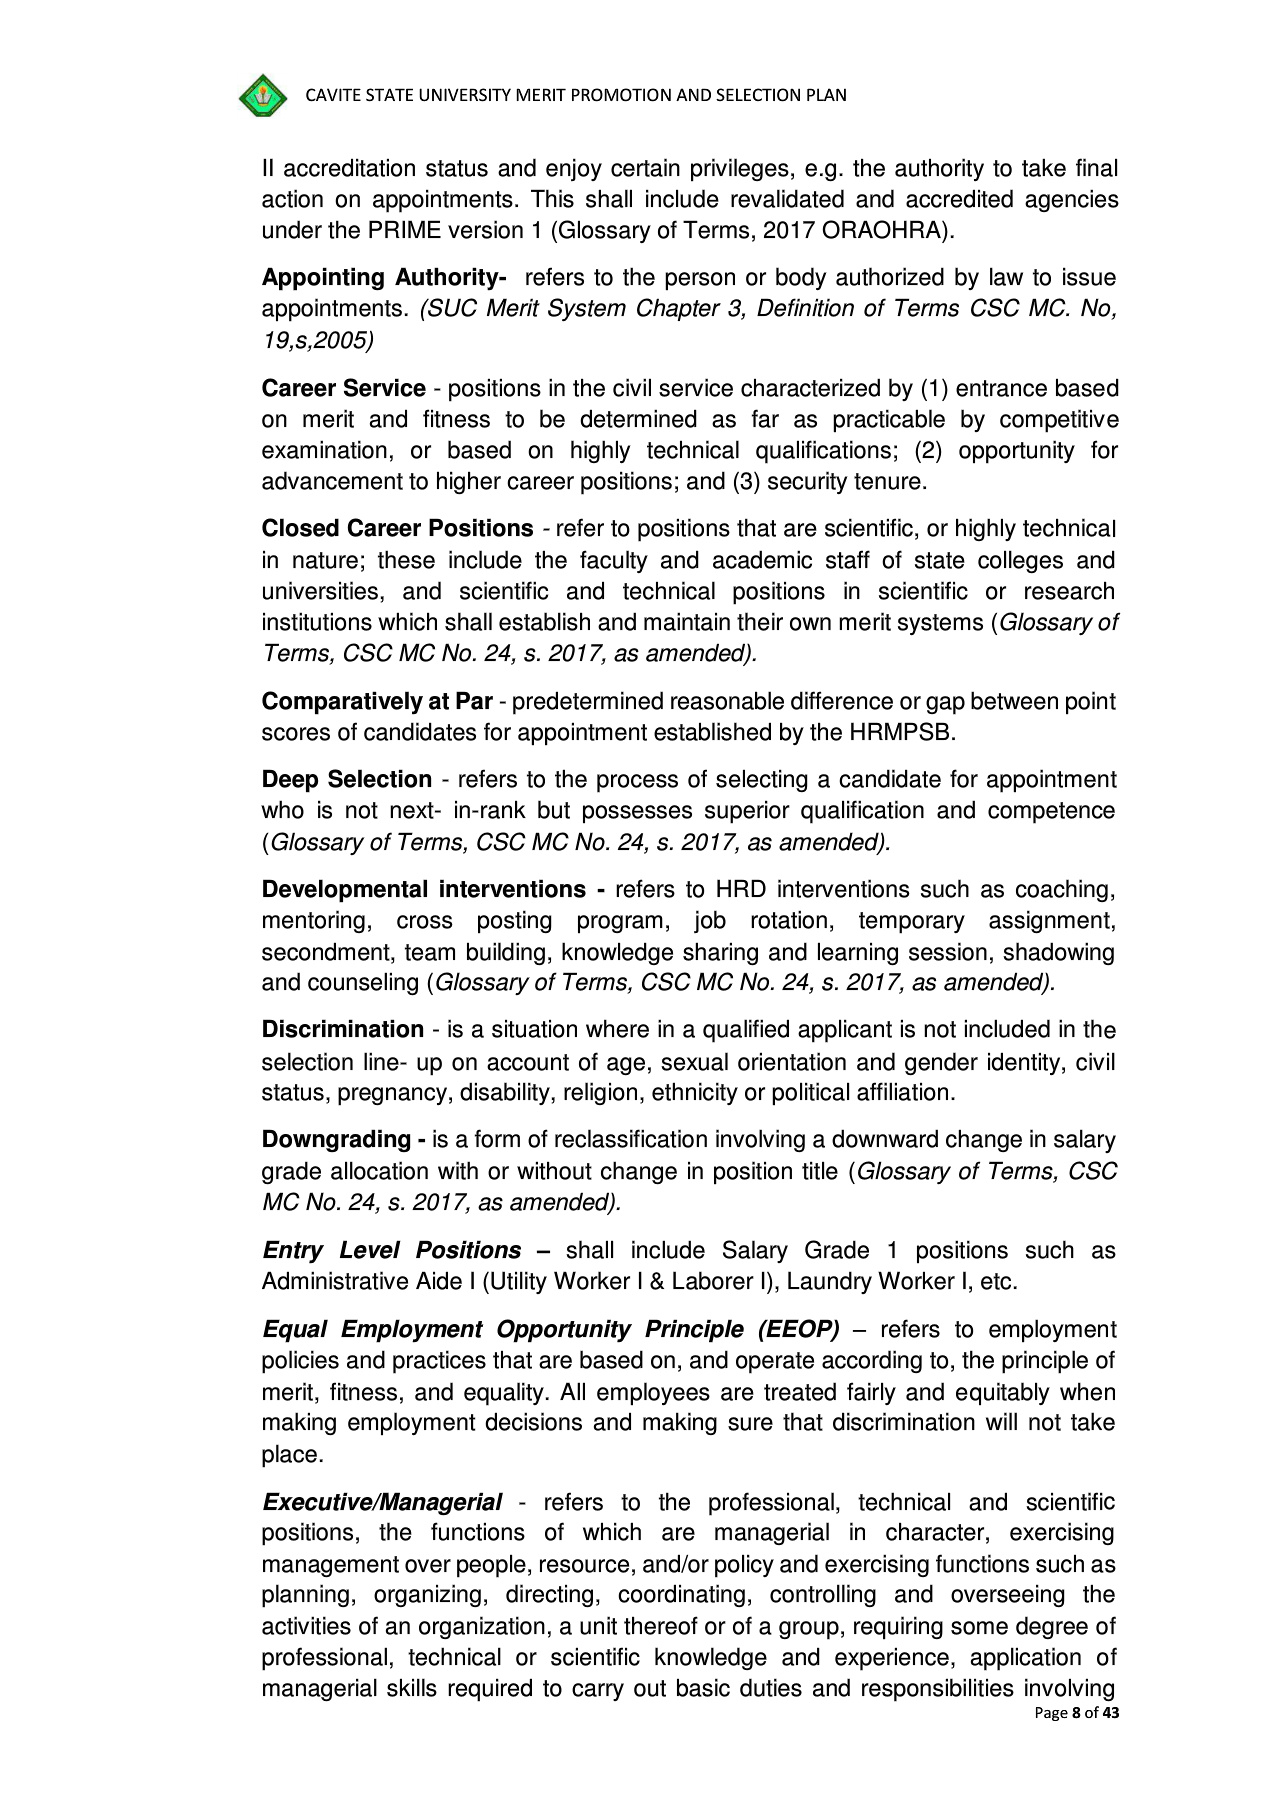 CAVITE STATE UNIVERSITY MERIT PROMOTION AND SELECTION PLAN
II accreditation status and enjoy certain privileges, e.g. the authority to take final
action on appointments. This shall include revalidated and accredited agencies
under the PRIME version 1 (Glossary of Terms, 2017 ORAOHRA).
Appointing Authority- refers to the person or body authorized by law to issue
appointments. (SUC Merit System Chapter 3, Definition of Terms CSC MC. No,
19,s,2005)
Career Service - positions in the civil service characterized by (1) entrance based
on merit and fitness to be determined as far as practicable by competitive
examination, or based on highly technical qualifications; (2) opportunity for
advancement to higher career positions; and (3) security tenure.
Closed Career Positions - refer to positions that are scientific, or highly technical
in nature; these include the faculty and academic staff of state colleges and
universities, and scientific and technical positions in scientific or research
institutions which shall establish and maintain their own merit systems (Glossary of
Terms, CSC MC No. 24, s. 2017, as amended).
Comparatively at Par - predetermined reasonable difference or gap between point
scores of candidates for appointment established by the HRMPSB.
Deep Selection - refers to the process of selecting a candidate for appointment
who is not next- in-rank but possesses superior qualification and competence
(Glossary of Terms, CSC MC No. 24, s. 2017, as amended).
Developmental interventions - refers to HRD interventions such as coaching,
mentoring, cross posting program, job rotation, temporary assignment,
secondment, team building, knowledge sharing and learning session, shadowing
and counseling (Glossary of Terms, CSC MC No. 24, s. 2017, as amended).
Discrimination - is a situation where in a qualified applicant is not included in the
selection line- up on account of age, sexual orientation and gender identity, civil
status, pregnancy, disability, religion, ethnicity or political affiliation.
Downgrading - is a form of reclassification involving a downward change in salary
grade allocation with or without change in position title (Glossary of Terms, CSC
MC No. 24, s. 2017, as amended).
Entry Level Positions – shall include Salary Grade 1 positions such as
Administrative Aide I (Utility Worker I & Laborer I), Laundry Worker I, etc.
Equal Employment Opportunity Principle (EEOP) – refers to employment
policies and practices that are based on, and operate according to, the principle of
merit, fitness, and equality. All employees are treated fairly and equitably when
making employment decisions and making sure that discrimination will not take
place.
Executive/Managerial - refers to the professional, technical and scientific
positions, the functions of which are managerial in character, exercising
management over people, resource, and/or policy and exercising functions such as
planning, organizing, directing, coordinating, controlling and overseeing the
activities of an organization, a unit thereof or of a group, requiring some degree of
professional, technical or scientific knowledge and experience, application of
managerial skills required to carry out basic duties and responsibilities involving
Page 8 of 43